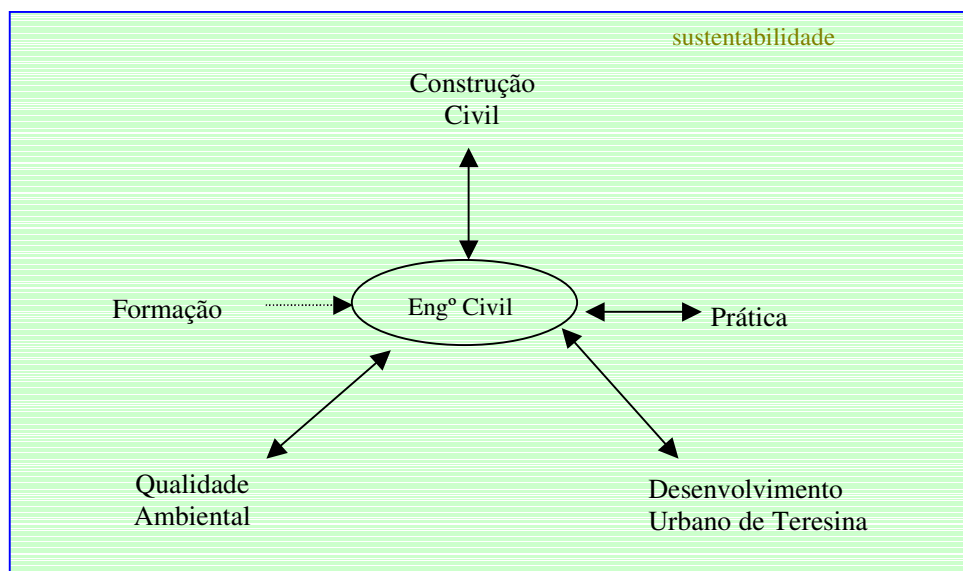 sustentabilidade
Construção
Civil
Formação
Engº Civil
Prática
Qualidade
Ambiental
Desenvolvimento
Urbano de Teresina